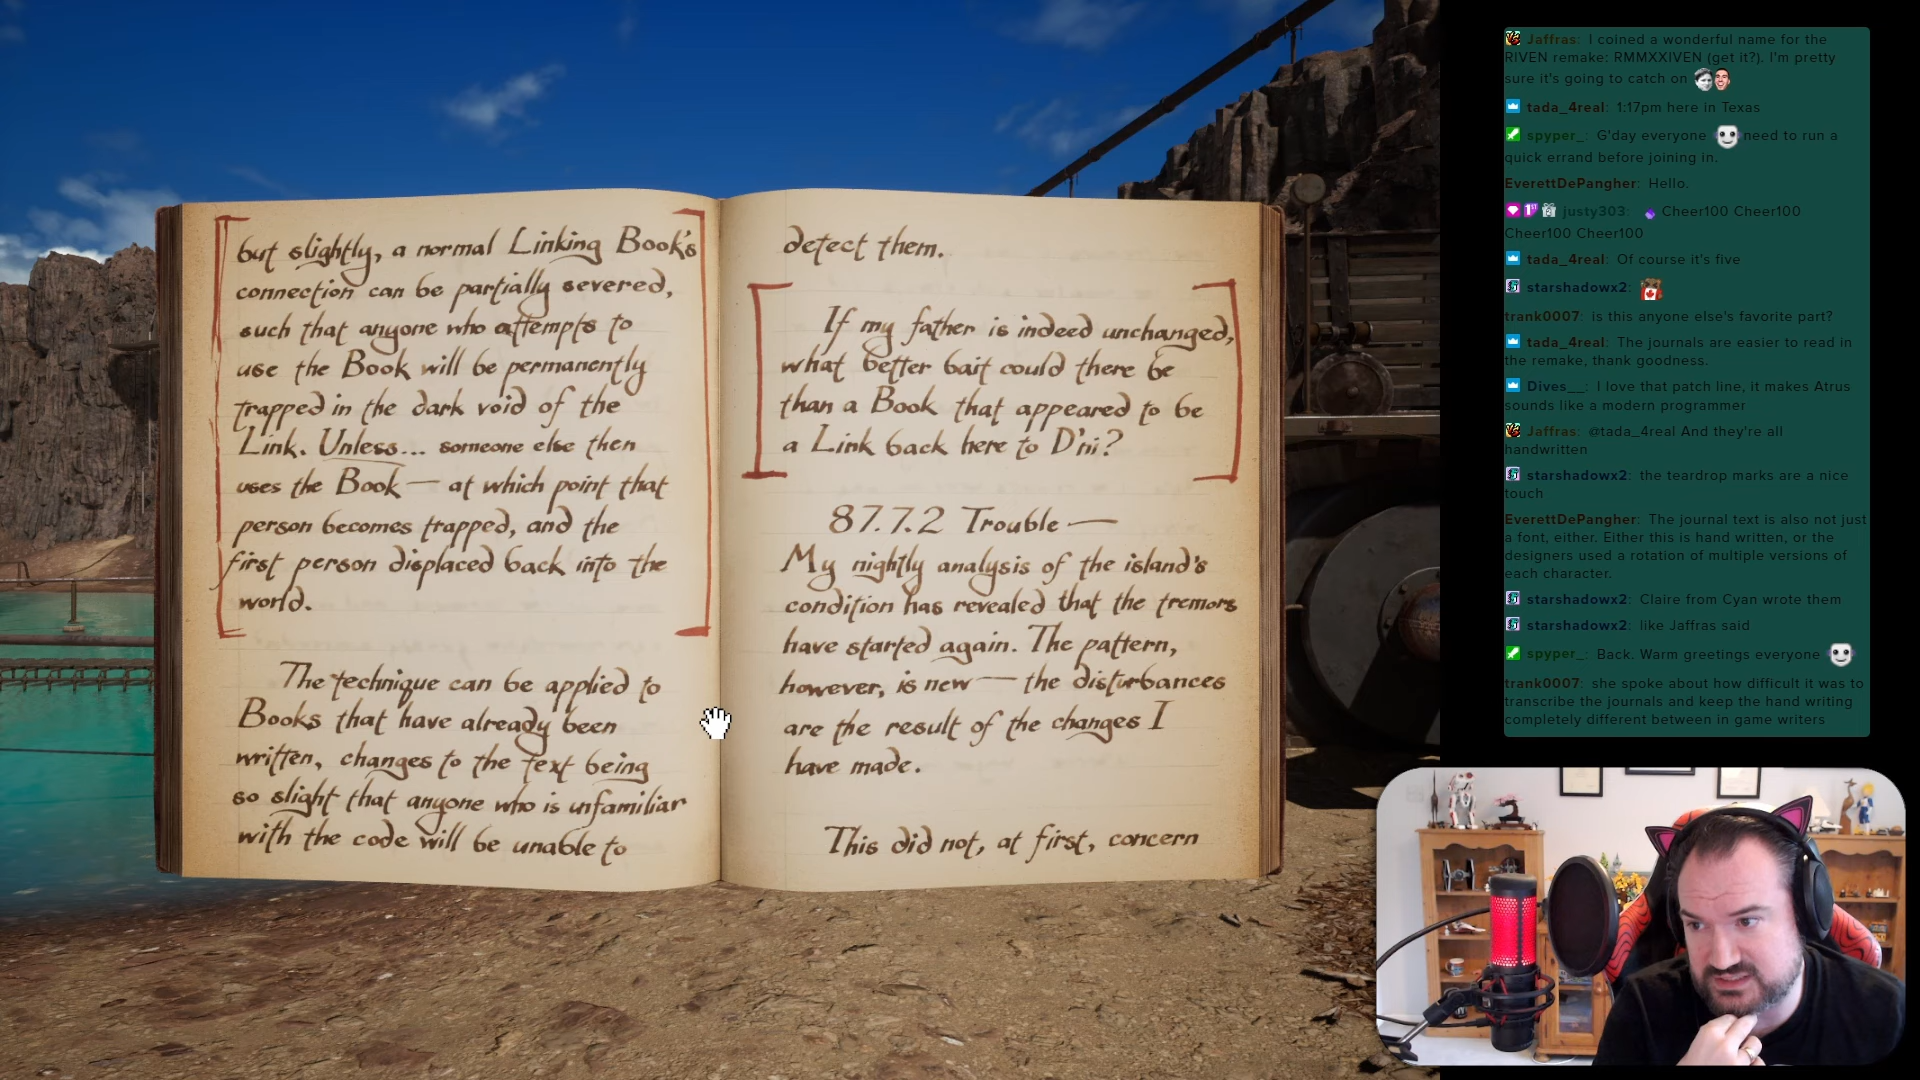 but slightly, a normal Linking Book's
connection can be partially severed,
such that anyone who attempts to
use the Book will be permanently
trapped in the dark void of the
Link. Unless... someone else then
uses the Book — at which point that
person becomes trapped, and the
first person displaced back into the
world.
The technique can be applied to
Books that have already been
written, changes to the text being
so slight that anyone who is unfamiliar
with the code will be unable to
detect them.
If my father is indeed unchanged,
what better bait could there be
than a Book that appeared to be
a Link back here to D'ni?
87.7.2 Trouble —
My nightly analysis of the island's
condition has revealed that the tremors
have started again. The pattern,
however, is new — the disturbances
are the result of the changes I
have made.
This did not, at first, concern
Jaffras: I coined a wonderful name for the
RIVEN remake: RMMXXIVEN (get it?). I'm pretty
sure it's going to catch on
tada_4real: 1:17pm here in Texas
spyper_: G'day everyone need to run a
quick errand before joining in.
EverettDePangher: Hello.
justy303: Cheer100 Cheer100
Cheer100 Cheer100
tada_4real: Of course it's five
starshadowx2:
trank0007: is this anyone else's favorite part?
tada_4real: The journals are easier to read in
the remake, thank goodness.
Dives__: I love that patch line, it makes Atrus
sounds like a modern programmer
Jaffras: @tada_4real And they're all
handwritten
starshadowx2: the teardrop marks are a nice
touch
EverettDePangher: The journal text is also not just
a font, either. Either this is hand written, or the
designers used a rotation of multiple versions of
each character.
starshadowx2: Claire from Cyan wrote them
starshadowx2: like Jaffras said
spyper_: Back. Warm greetings everyone
trank0007: she spoke about how difficult it was to
transcribe the journals and keep the hand writing
completely different between in game writers